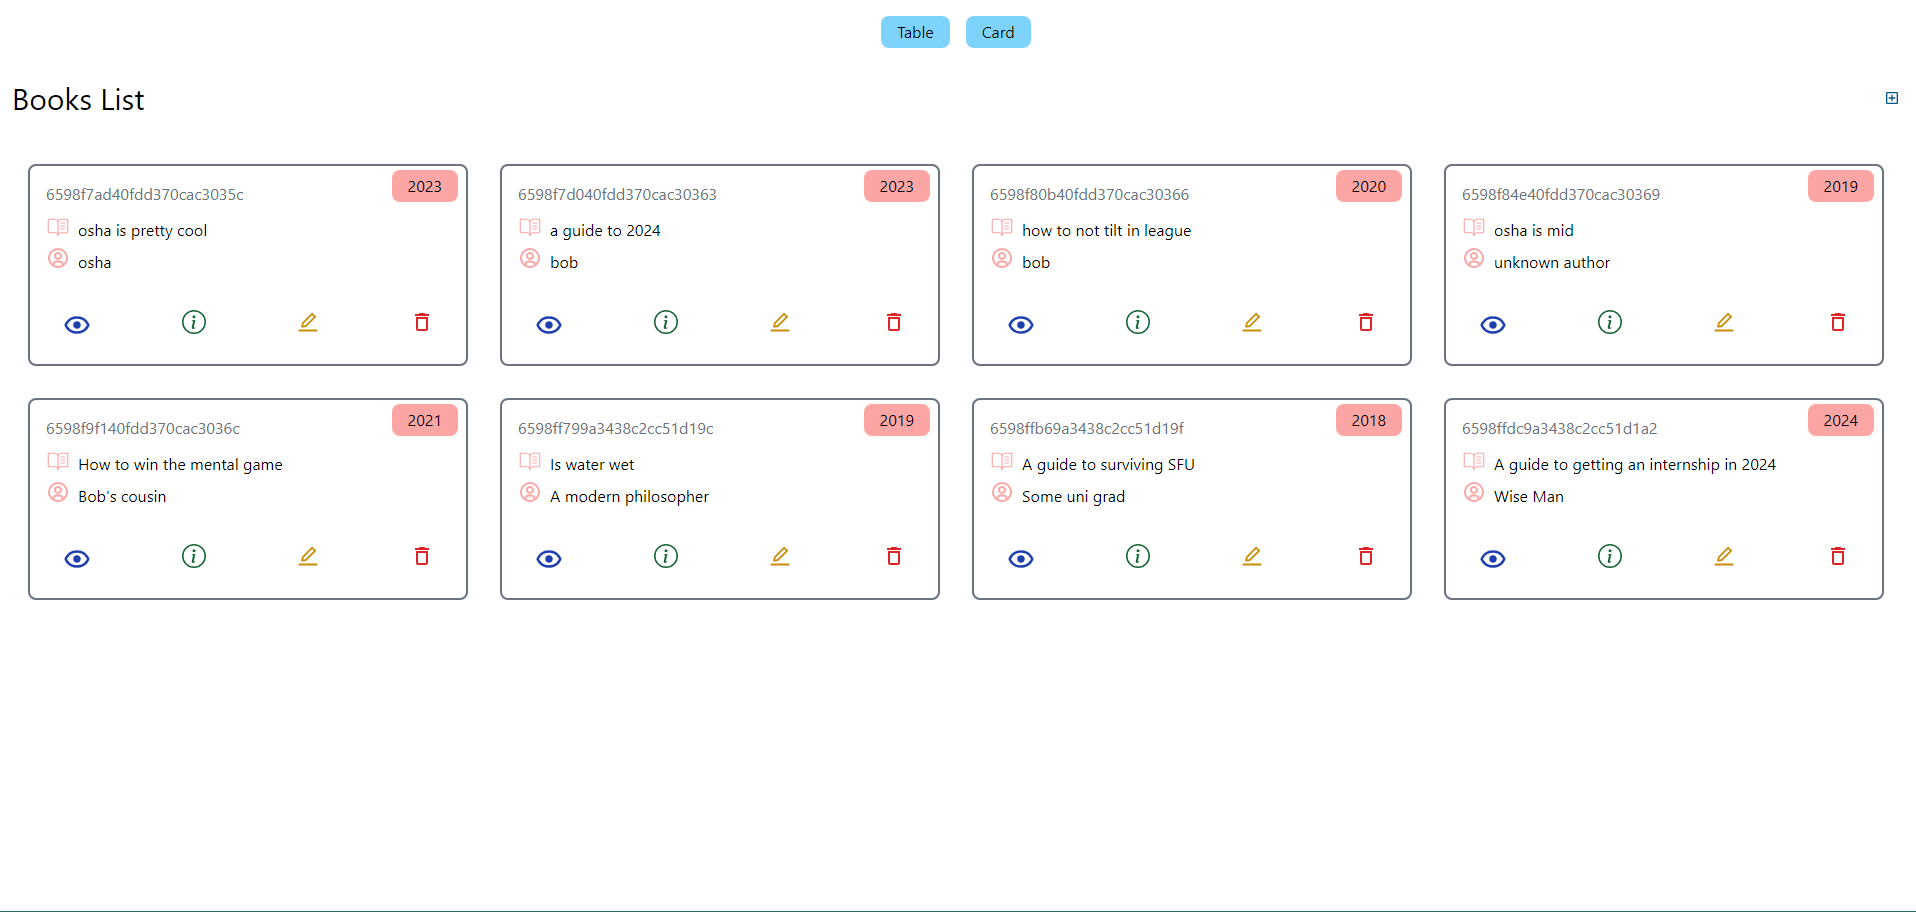 Table
Card
Books List
6598f7ad40fdd370cac3035c
2023
osha is pretty cool
osha
6598f7d040fdd370cac30363
2023
a guide to 2024
bob
6598f80b40fdd370cac30366
2020
how to not tilt in league
bob
6598f84e40fdd370cac30369
2019
osha is mid
unknown author
6598f9f140fdd370cac3036c
2021
How to win the mental game
Bob's cousin
6598ff799a3438c2cc51d19c
2019
Is water wet
A modern philosopher
6598ffb69a3438c2cc51d19f
2018
A guide to surviving SFU
Some uni grad
6598ffdc9a3438c2cc51d1a2
2024
A guide to getting an internship in 2024
Wise Man